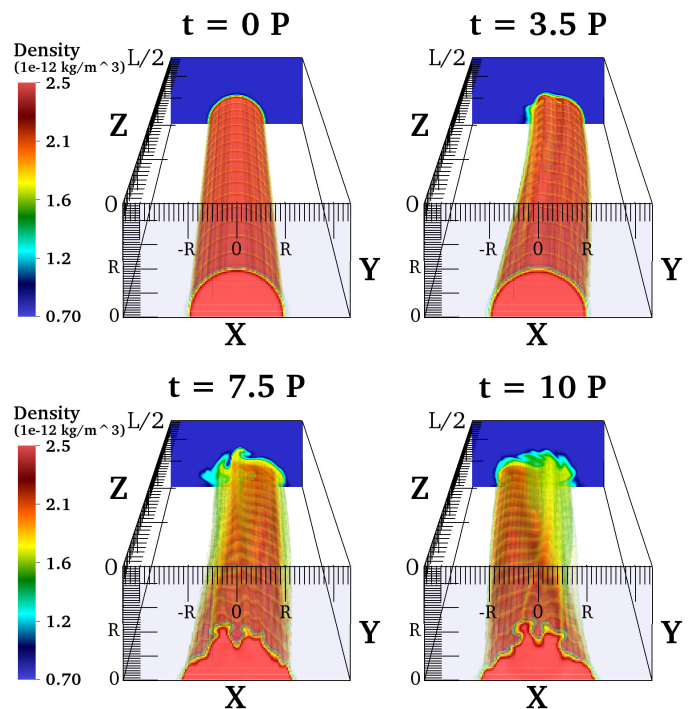 t = 0 P
t = 3.5 P
Density
(1e-12 kg/m^3)
2.5
2.1
1.6
1.2
0.70
L/2
Z
0
-R
0
R
R
0
X
Y
L/2
Z
0
-R
0
R
R
0
X
Y
t = 7.5 P
t = 10 P
Density
(1e-12 kg/m^3)
2.5
2.1
1.6
1.2
0.70
L/2
Z
0
-R
0
R
R
0
X
Y
L/2
Z
0
-R
0
R
R
0
X
Y